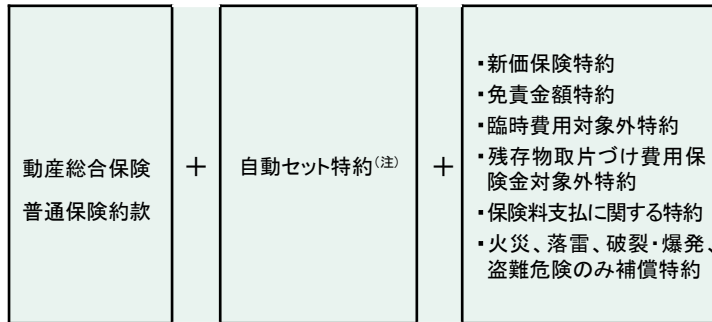 動産総合保険
普通保険約款
+
自動セット特約(注)
+
・新価保険特約
・免責金額特約
・臨時費用対象外特約
・残存物取片づけ費用保
険金対象外特約
・保険料支払に関する特約
・火災、落雷、破裂・爆発、
盗難危険のみ補償特約